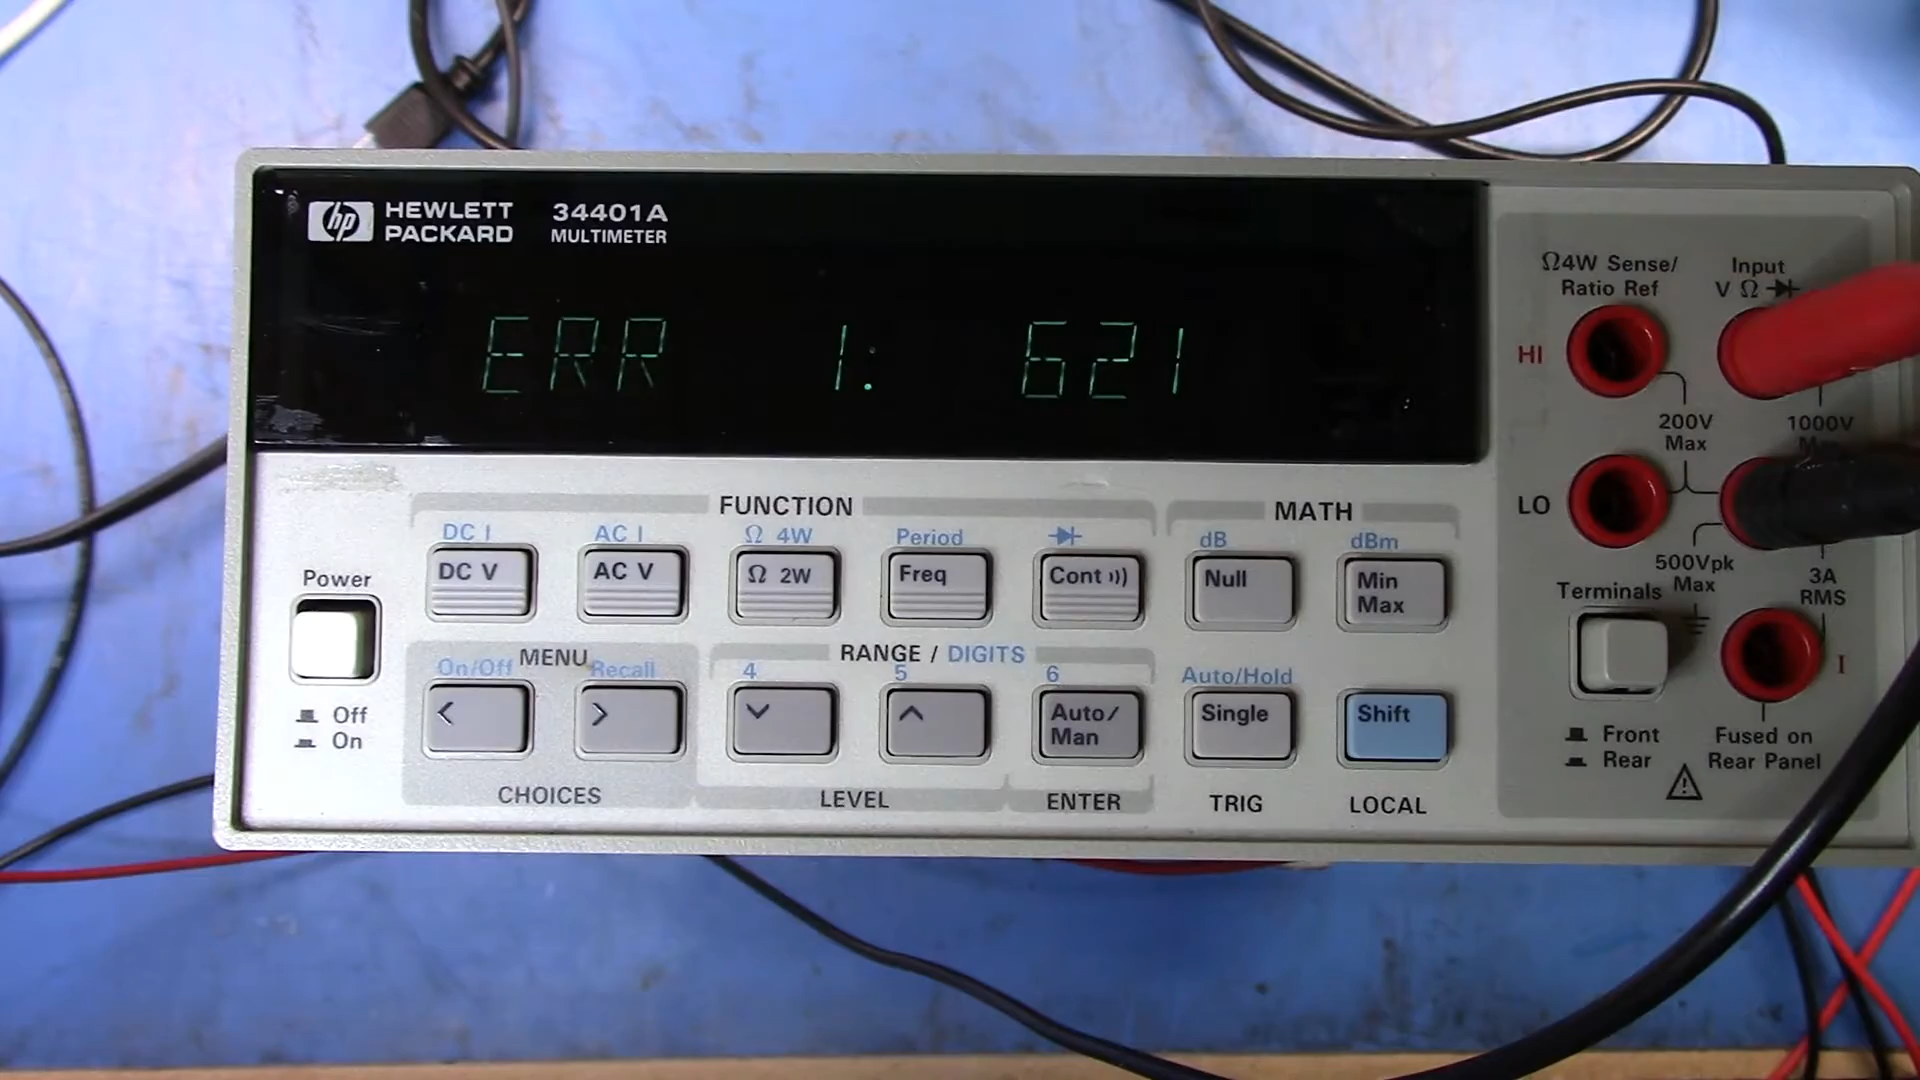 hp HEWLETT PACKARD 34401A
MULTIMETER
ERR 1: 621
Ω4W Sense/
Ratio Ref
Input
V Ω
HI
200V
Max
1000V
LO
500Vpk
Max
3A
RMS
Terminals
I
Front
Rear
Fused on
Rear Panel
FUNCTION
MATH
DC I
AC I
Ω 4W
Period
dB
dBm
DC V
AC V
Ω 2W
Freq
Cont
Null
Min
Max
Power
Off
On
MENU
RANGE / DIGITS
On/Off
Recall
4
5
6
Auto/Hold
<
>
Auto/
Man
Single
Shift
CHOICES
LEVEL
ENTER
TRIG
LOCAL